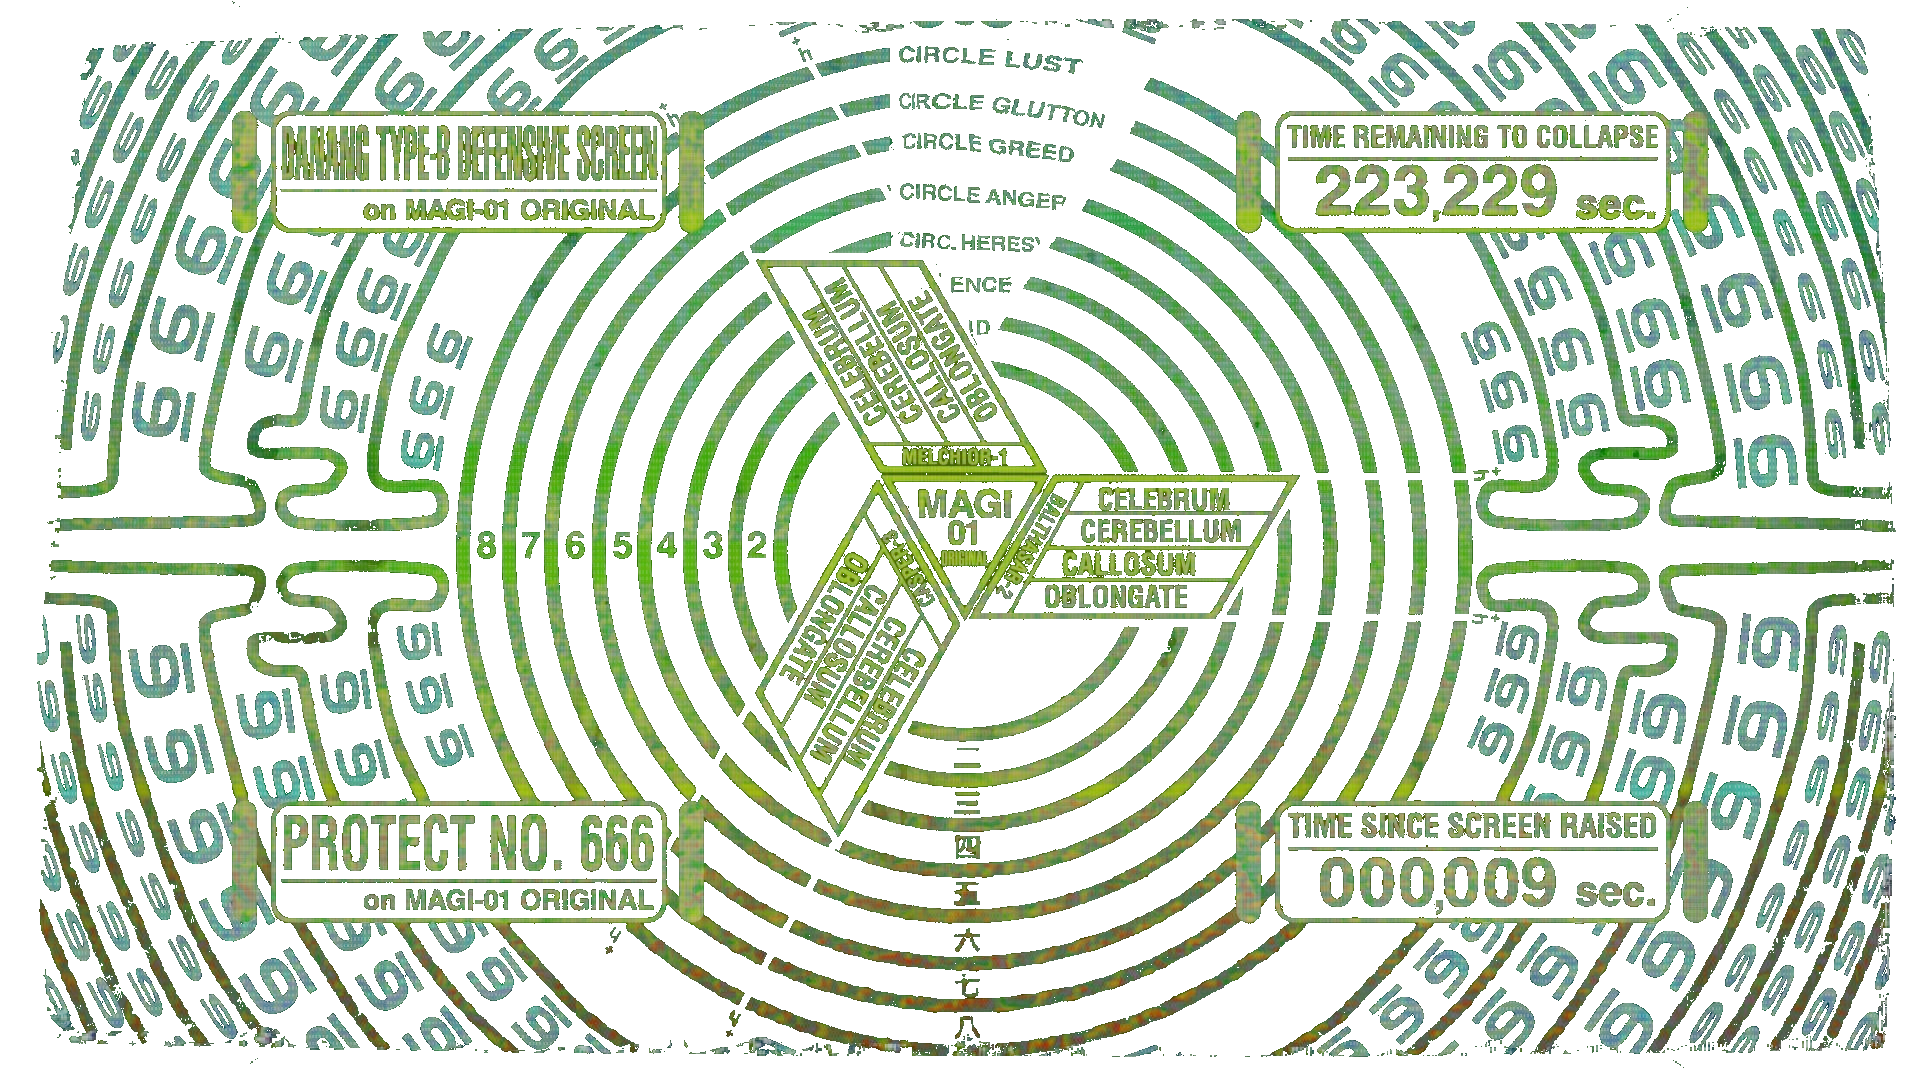 CIRCLE LUST
CIRCLE GLUTTON
CIRCLE GREED
CIRCLE ANGER
CIRC. HERESY
ENCE
ID
DANANG TYPE-B DEFENSIVE SCREEN
on MAGI-01 ORIGINAL
TIME REMAINING TO COLLAPSE
223,229 sec.
CELEBRUM
CEREBELLUM
CALLOSUM
OBLONGATE
MELCHIOR-1
MAGI
01
ORIGINAL
BALTHASAR-2
CELEBRUM
CEREBELLUM
CALLOSUM
OBLONGATE
CASPER-3
OBLONGATE
CALLOSUM
CEREBELLUM
CELEBRUM
8 7 6 5 4 3 2
二
三
四
五
六
七
八
PROTECT NO. 666
on MAGI-01 ORIGINAL
TIME SINCE SCREEN RAISED
000,009 sec.